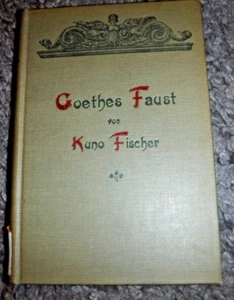 Goethes Faust
von
Kuno Fischer